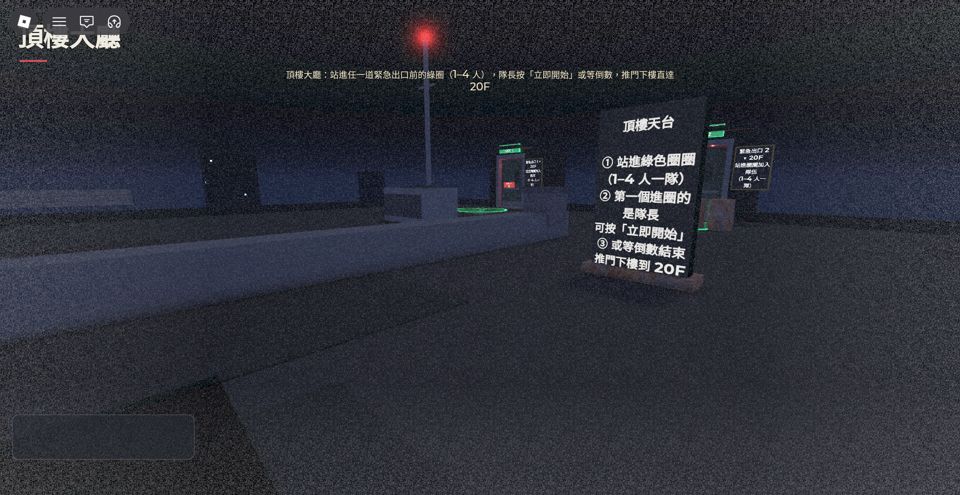 頂樓大廳
頂樓大廳：站進任一道緊急出口前的綠圈（1–4 人），隊長按「立即開始」或等倒數，推門下樓直達
20F
頂樓天台
① 站進綠色圈圈
（1–4 人一隊）
② 第一個進圈的
是隊長
可按「立即開始」
③ 或等倒數結束
推門下樓到 20F
緊急出口 2
• 20F
站進綠圈加入
隊伍
（1–4 人一
隊）